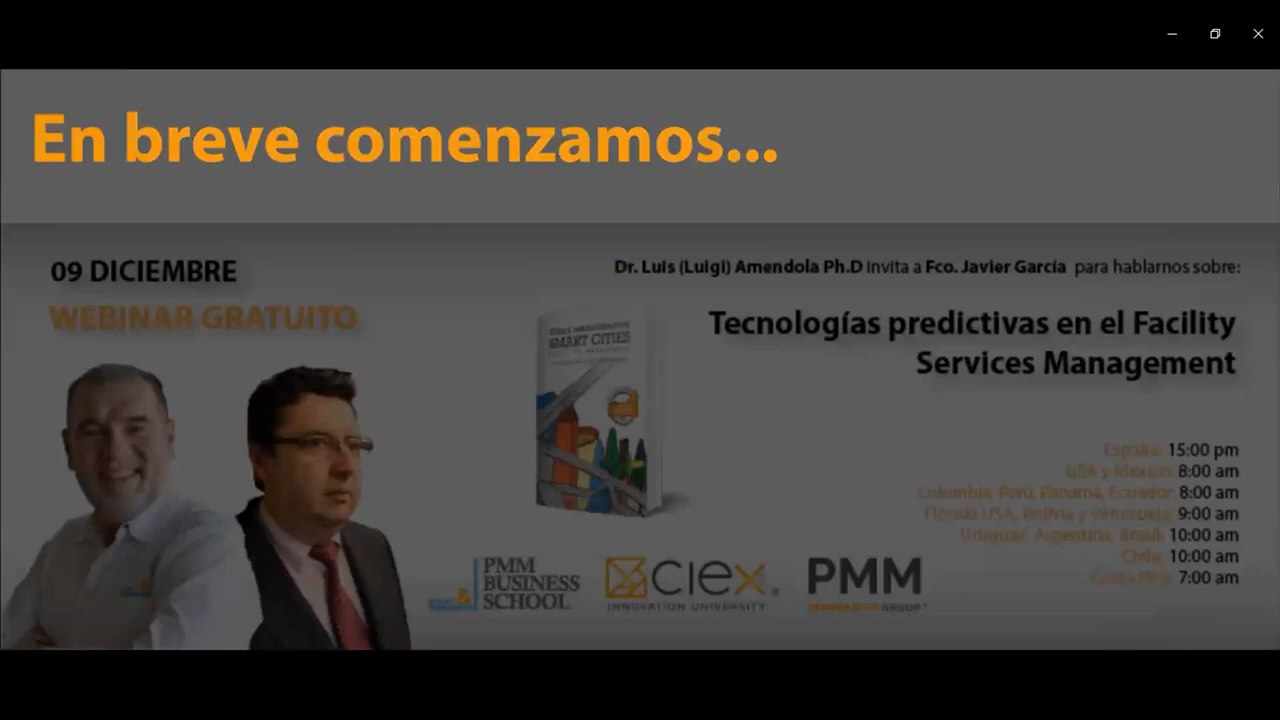 En breve comenzamos...
09 DICIEMBRE
WEBINAR GRATUITO
Dr. Luis (Luigi) Amendola Ph.D invita a Fco. Javier García para hablarnos sobre:
Tecnologías predictivas en el Facility
Services Management
SMART CITIES
España: 15:00 pm
USA y Mexico: 8:00 am
Colombia, Perú, Panamá, Ecuador: 8:00 am
Florida USA, Bolivia y Venezuela: 9:00 am
Uruguay, Argentina, Brasil: 10:00 am
Chile: 10:00 am
Costa Rica: 7:00 am
PMM
BUSINESS
SCHOOL
CIEX
INNOVATION UNIVERSITY
PMM
GROUP